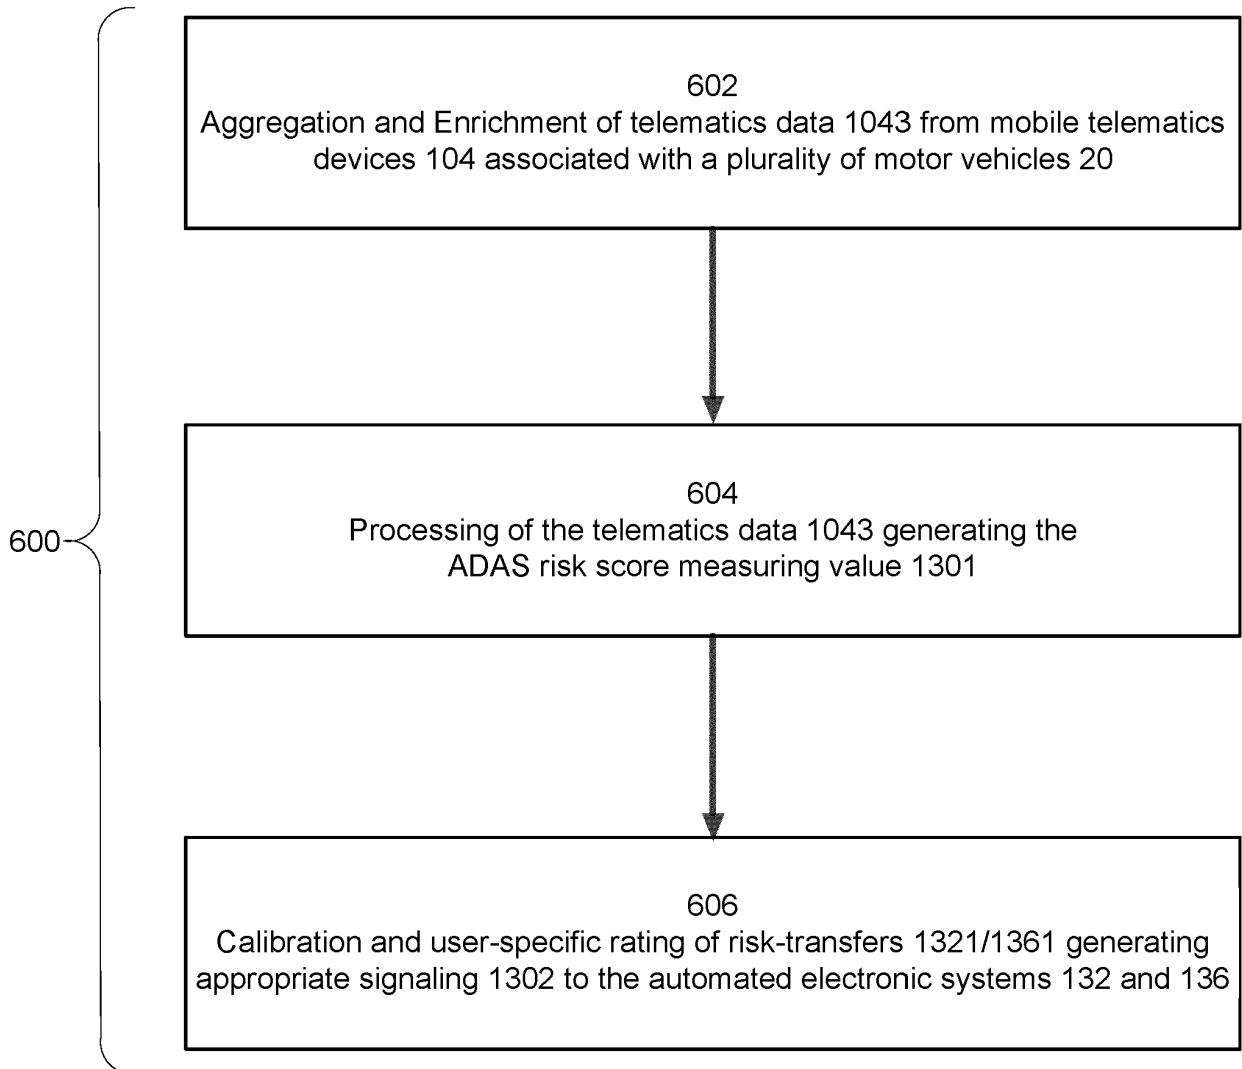 602
Aggregation and Enrichment of telematics data 1043 from mobile telematics
devices 104 associated with a plurality of motor vehicles 20
600
604
Processing of the telematics data 1043 generating the
ADAS risk score measuring value 1301
606
Calibration and user-specific rating of risk-transfers 1321/1361 generating
appropriate signaling 1302 to the automated electronic systems 132 and 136